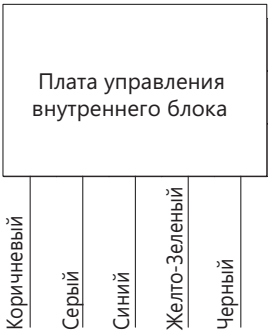 Плата управления
внутреннего блока
Коричневый
Серый
Синий
Желто-Зеленый
Черный